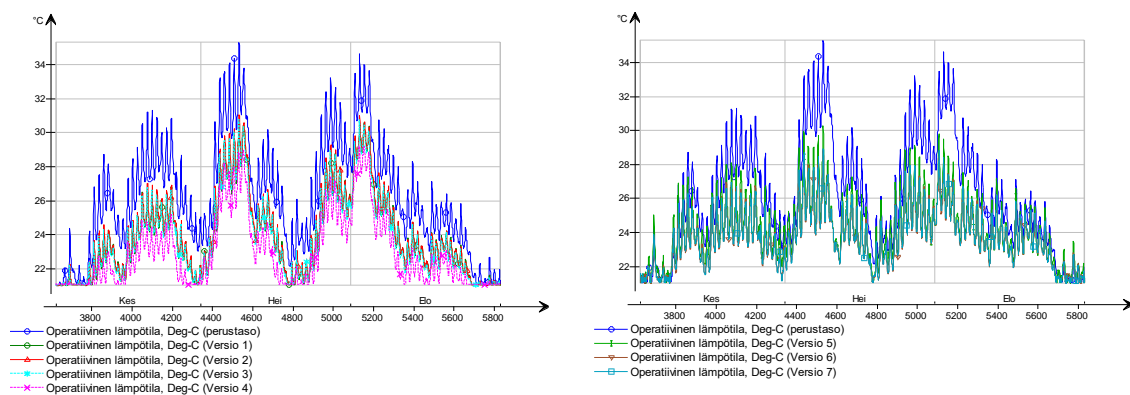 °C
34
32
30
28
26
24
22
Kes Hei Elo
3800 4000 4200 4400 4600 4800 5000 5200 5400 5600 5800
Operatiivinen lämpötila, Deg-C (perustaso)
Operatiivinen lämpötila, Deg-C (Versio 1)
Operatiivinen lämpötila, Deg-C (Versio 2)
Operatiivinen lämpötila, Deg-C (Versio 3)
Operatiivinen lämpötila, Deg-C (Versio 4)
°C
34
32
30
28
26
24
22
Kes Hei Elo
3800 4000 4200 4400 4600 4800 5000 5200 5400 5600 5800
Operatiivinen lämpötila, Deg-C (perustaso)
Operatiivinen lämpötila, Deg-C (Versio 5)
Operatiivinen lämpötila, Deg-C (Versio 6)
Operatiivinen lämpötila, Deg-C (Versio 7)